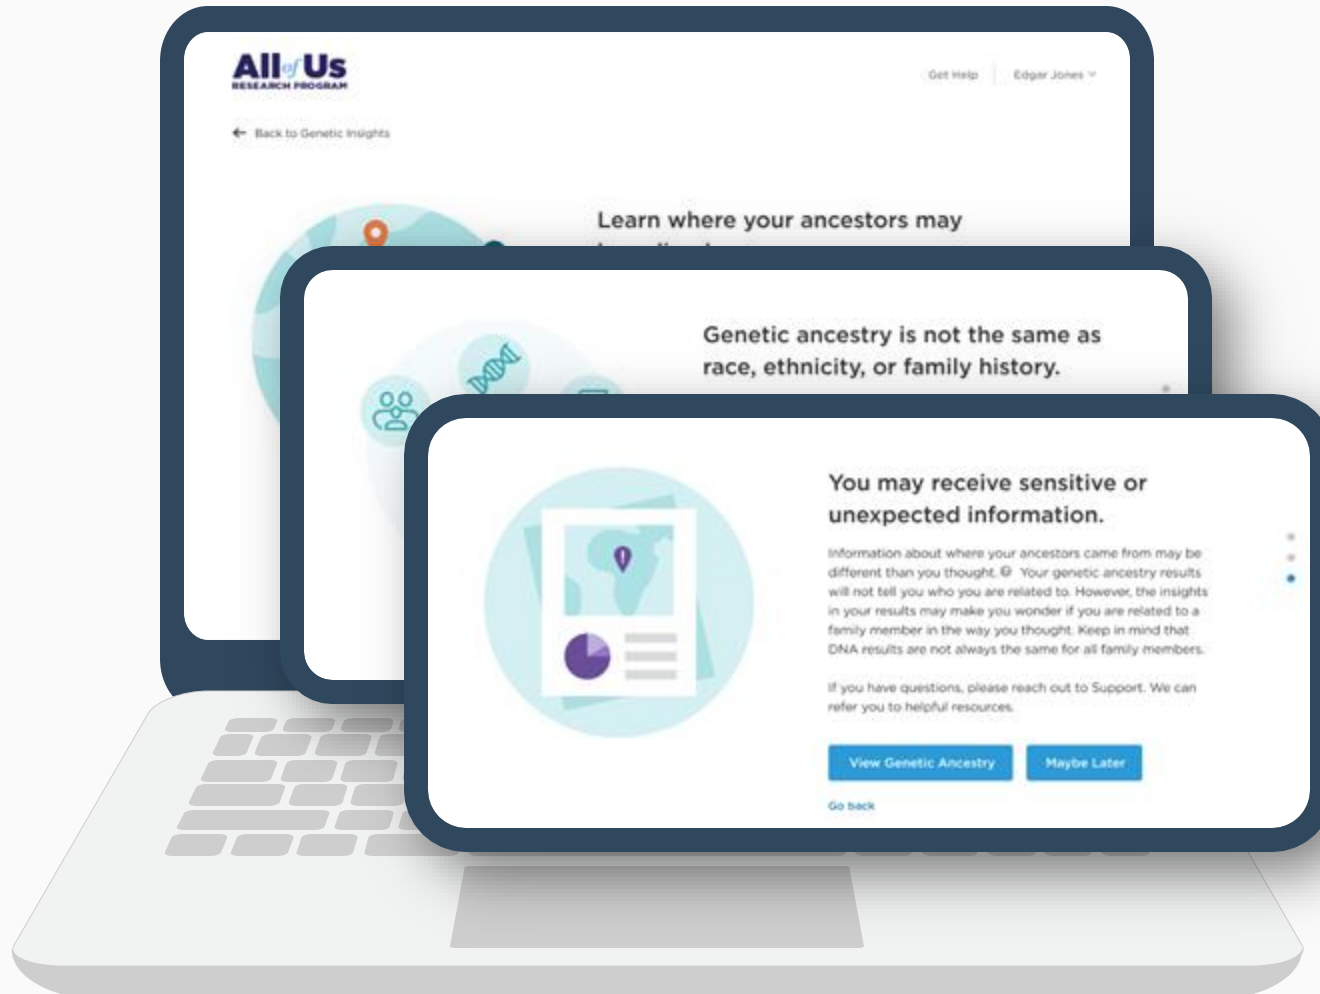 All of Us
RESEARCH PROGRAM
Get Help
Edgar Jones
Back to Genetic Insights
Learn where your ancestors may
Genetic ancestry is not the same as
race, ethnicity, or family history.
You may receive sensitive or
unexpected information.
Information about where your ancestors came from may be
different than you thought. Your genetic ancestry results
will not tell you who you are related to. However, the insights
in your results may make you wonder if you are related to a
family member in the way you thought. Keep in mind that
DNA results are not always the same for all family members.
If you have questions, please reach out to Support. We can
refer you to helpful resources.
View Genetic Ancestry
Maybe Later
Go back